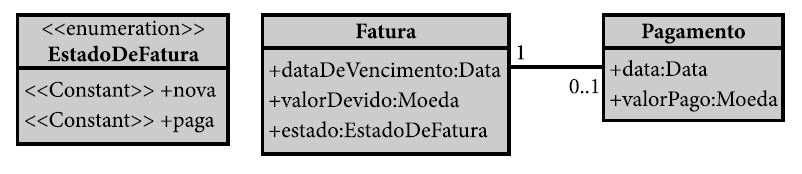 <<enumeration>>
EstadoDeFatura
<<Constant>> +nova
<<Constant>> +paga
Fatura
+dataDeVencimento:Data
+valorDevido:Moeda
+estado:EstadoDeFatura
1
0..1
Pagamento
+data:Data
+valorPago:Moeda